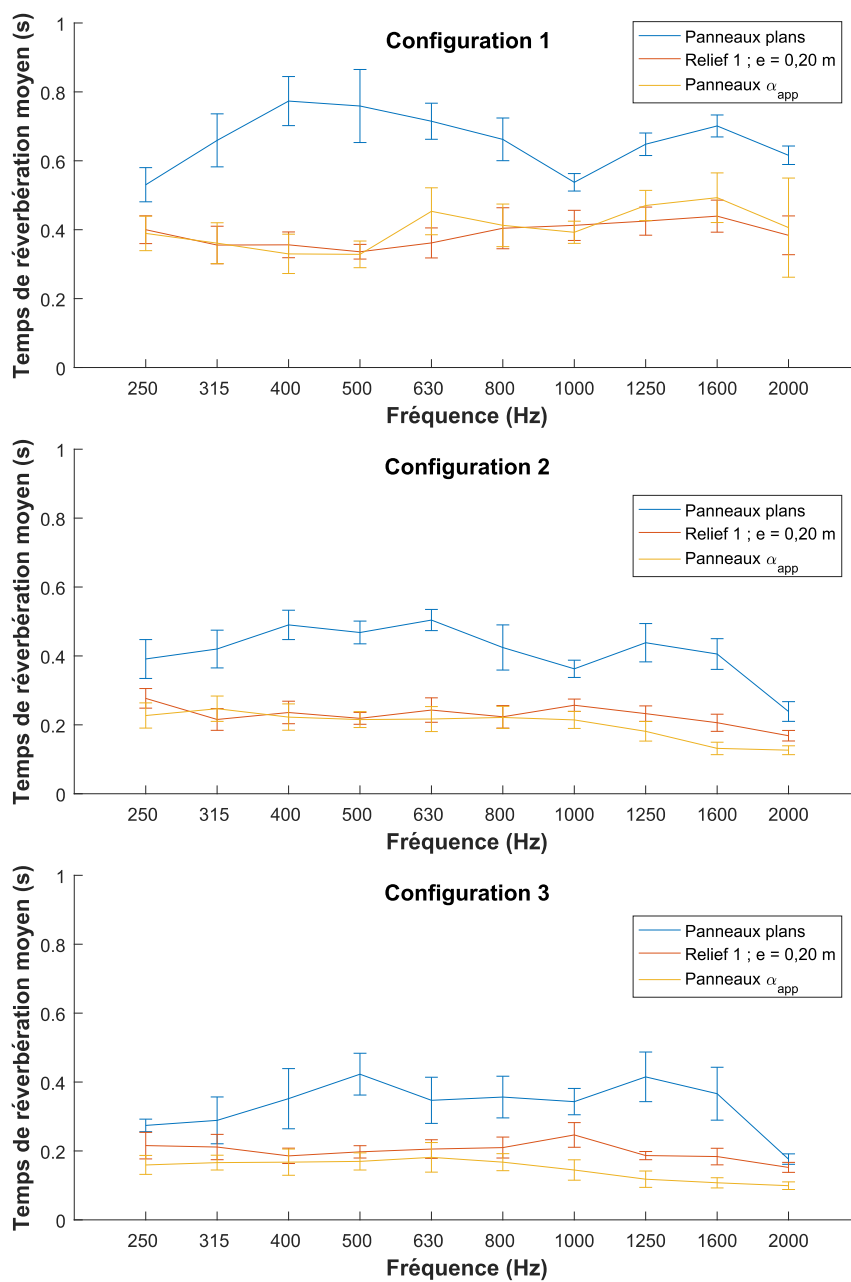 Configuration 1
Panneaux plans
Relief 1 ; e = 0,20 m
Panneaux α_app
Temps de réverbération moyen (s)
1
0.8
0.6
0.4
0.2
0
250 315 400 500 630 800 1000 1250 1600 2000
Fréquence (Hz)
Configuration 2
Panneaux plans
Relief 1 ; e = 0,20 m
Panneaux α_app
Temps de réverbération moyen (s)
1
0.8
0.6
0.4
0.2
0
250 315 400 500 630 800 1000 1250 1600 2000
Fréquence (Hz)
Configuration 3
Panneaux plans
Relief 1 ; e = 0,20 m
Panneaux α_app
Temps de réverbération moyen (s)
1
0.8
0.6
0.4
0.2
0
250 315 400 500 630 800 1000 1250 1600 2000
Fréquence (Hz)